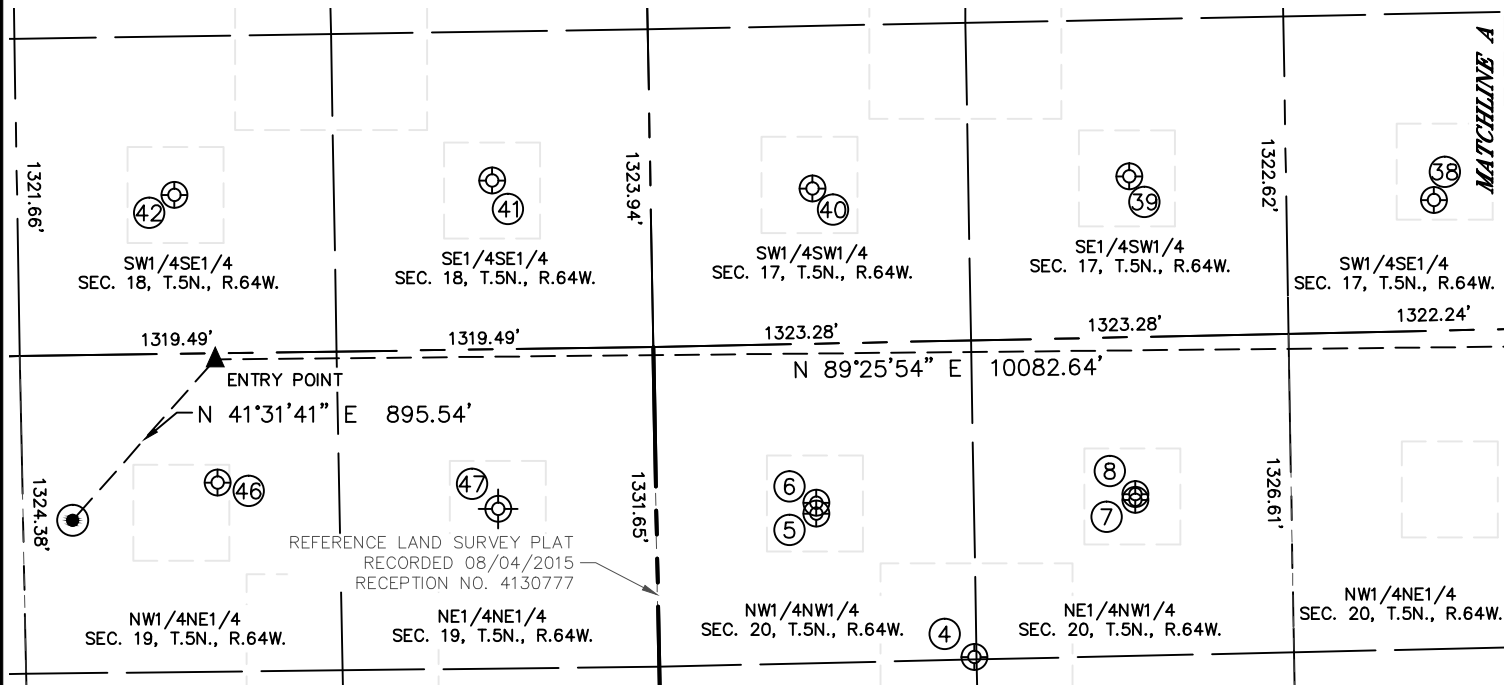 MATCHLINE A
1321.66'
42
41
1323.94'
40
39
1322.62'
38
SW1/4SE1/4
SEC. 18, T.5N., R.64W.
SE1/4SE1/4
SEC. 18, T.5N., R.64W.
SW1/4SW1/4
SEC. 17, T.5N., R.64W.
SE1/4SW1/4
SEC. 17, T.5N., R.64W.
SW1/4SE1/4
SEC. 17, T.5N., R.64W.
1319.49'
1319.49'
1323.28'
1323.28'
1322.24'
ENTRY POINT
N 89°25'54" E 10082.64'
N 41°31'41" E 895.54'
1324.38'
46
47
1331.65'
6
5
8
7
1326.61'
REFERENCE LAND SURVEY PLAT
RECORDED 08/04/2015
RECEPTION NO. 4130777
NW1/4NE1/4
SEC. 19, T.5N., R.64W.
NE1/4NE1/4
SEC. 19, T.5N., R.64W.
NW1/4NW1/4
SEC. 20, T.5N., R.64W.
4
NE1/4NW1/4
SEC. 20, T.5N., R.64W.
NW1/4NE1/4
SEC. 20, T.5N., R.64W.